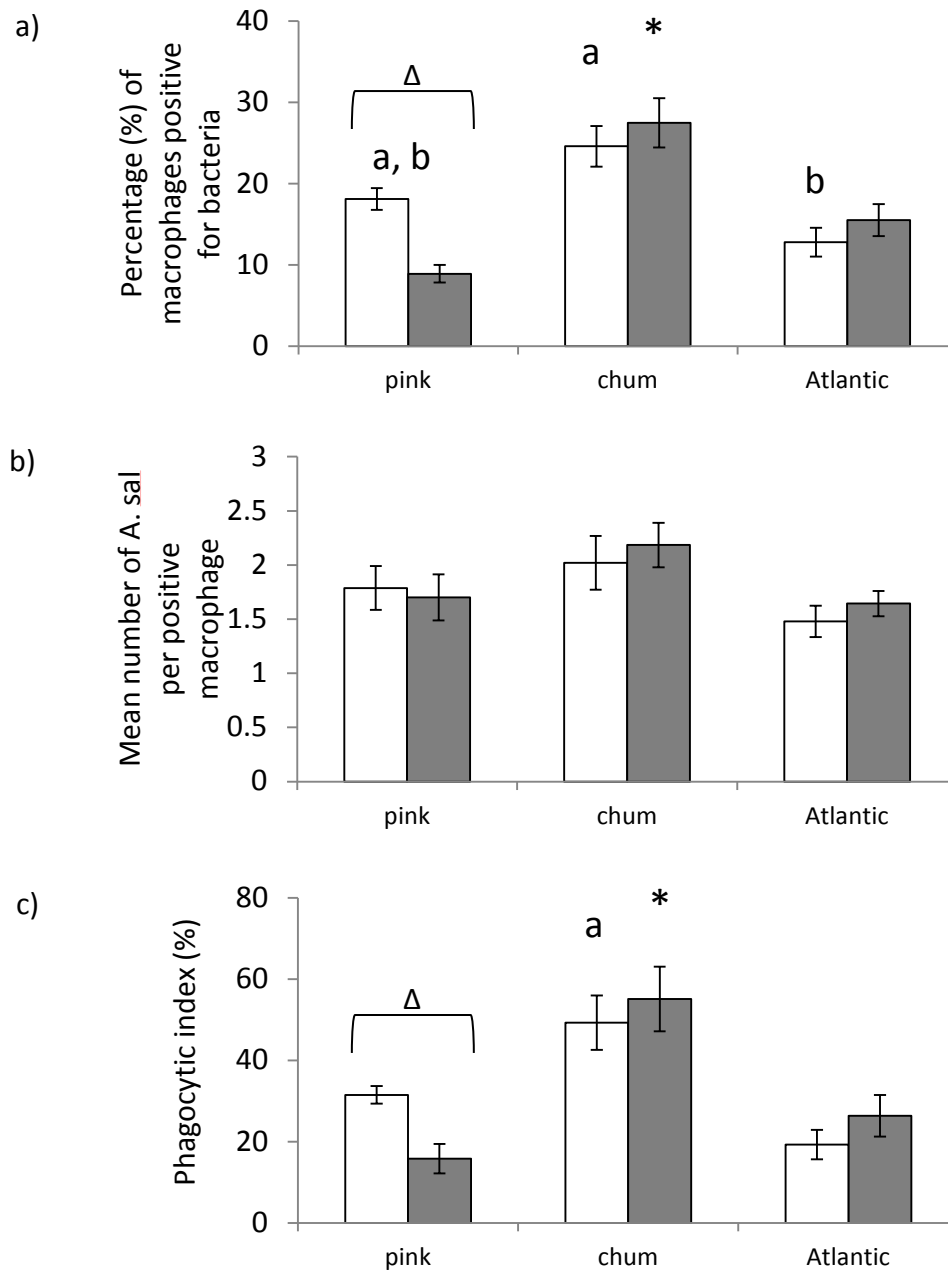 a)
Percentage (%) of
macrophages positive
for bacteria
40
30
20
10
0
Δ
a, b
a
*
b
pink
chum
Atlantic
b)
Mean number of A. sal
per positive
macrophage
3
2.5
2
1.5
1
0.5
0
pink
chum
Atlantic
c)
Phagocytic index (%)
80
60
40
20
0
Δ
a
*
pink
chum
Atlantic